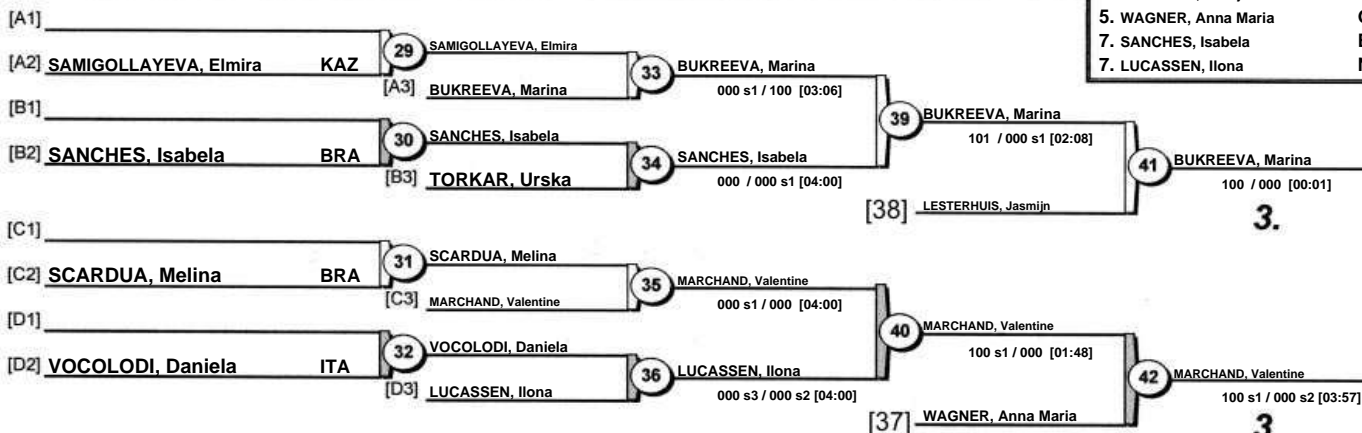 5. WAGNER, Anna Maria
7. SANCHES, Isabela
7. LUCASSEN, Ilona
[A1]
[A2] SAMIGOLLAYEVA, Elmira KAZ
29
SAMIGOLLAYEVA, Elmira
[A3] BUKREEVA, Marina
33
BUKREEVA, Marina
000 s1 / 100 [03:06]
[B1]
[B2] SANCHES, Isabela BRA
30
SANCHES, Isabela
[B3] TORKAR, Urska
34
SANCHES, Isabela
000 / 000 s1 [04:00]
39
BUKREEVA, Marina
101 / 000 s1 [02:08]
[38] LESTERHUIS, Jasmijn
41
BUKREEVA, Marina
100 / 000 [00:01]
3.
[C1]
[C2] SCARDUA, Melina BRA
31
SCARDUA, Melina
[C3] MARCHAND, Valentine
35
MARCHAND, Valentine
000 s1 / 000 [04:00]
[D1]
[D2] VOCOLODI, Daniela ITA
32
VOCOLODI, Daniela
[D3] LUCASSEN, Ilona
36
LUCASSEN, Ilona
000 s3 / 000 s2 [04:00]
40
MARCHAND, Valentine
100 s1 / 000 [01:48]
[37] WAGNER, Anna Maria
42
MARCHAND, Valentine
100 s1 / 000 s2 [03:57]
3